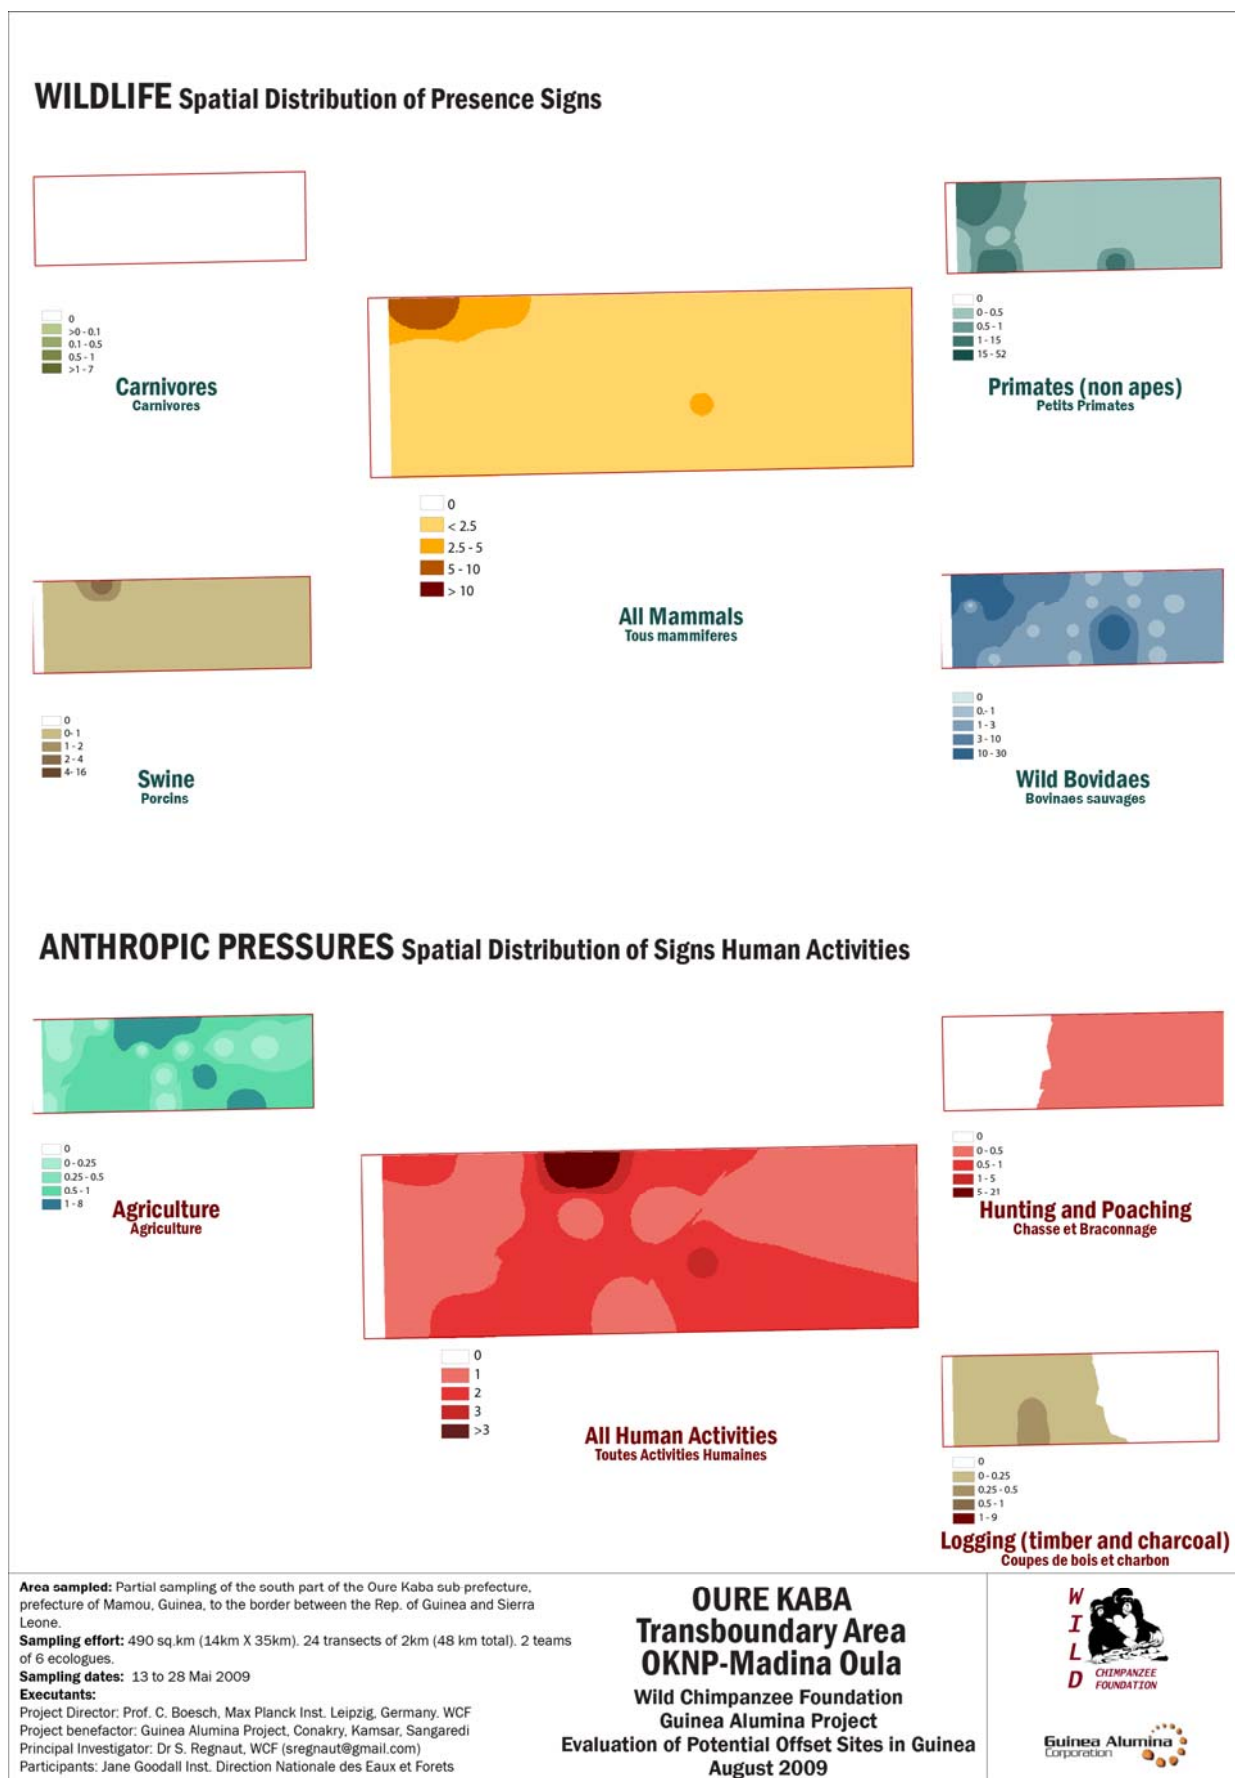 WILDLIFE Spatial Distribution of Presence Signs
0
>0 - 0.1
0.1 - 0.5
0.5 - 1
>1 - 7
Carnivores
Carnivores
0
0 - 0.5
0.5 - 1
1 - 15
15 - 52
Primates (non apes)
Petits Primates
0
< 2.5
2.5 - 5
5 - 10
> 10
All Mammals
Tous mammiferes
0
0- 1
1 - 2
2 - 4
4- 16
Swine
Porcins
0
0.- 1
1 - 3
3 - 10
10 - 30
Wild Bovidaes
Bovinaes sauvages
ANTHROPIC PRESSURES Spatial Distribution of Signs Human Activities
0
0 - 0.25
0.25 - 0.5
0.5 - 1
1 - 8
Agriculture
Agriculture
0
0 - 0.5
0.5 - 1
1 - 5
5 - 21
Hunting and Poaching
Chasse et Braconnage
0
1
2
3
>3
All Human Activities
Toutes Activities Humaines
0
0 - 0.25
0.25 - 0.5
0.5 - 1
1 - 9
Logging (timber and charcoal)
Coupes de bois et charbon
Area sampled: Partial sampling of the south part of the Oure Kaba sub-prefecture,
prefecture of Mamou, Guinea, to the border between the Rep. of Guinea and Sierra
Leone.
Sampling effort: 490 sq.km (14km X 35km). 24 transects of 2km (48 km total). 2 teams
of 6 ecologues.
Sampling dates: 13 to 28 Mai 2009
Executants:
Project Director: Prof. C. Boesch, Max Planck Inst. Leipzig, Germany. WCF
Project benefactor: Guinea Alumina Project, Conakry, Kamsar, Sangaredi
Principal Investigator: Dr S. Regnaut, WCF (sregnaut@gmail.com)
Participants: Jane Goodall Inst. Direction Nationale des Eaux et Forets
OURE KABA
Transboundary Area
OKNP-Madina Oula
Wild Chimpanzee Foundation
Guinea Alumina Project
Evaluation of Potential Offset Sites in Guinea
August 2009
WILD
CHIMPANZEE
FOUNDATION
Guinea Alumina
Corporation